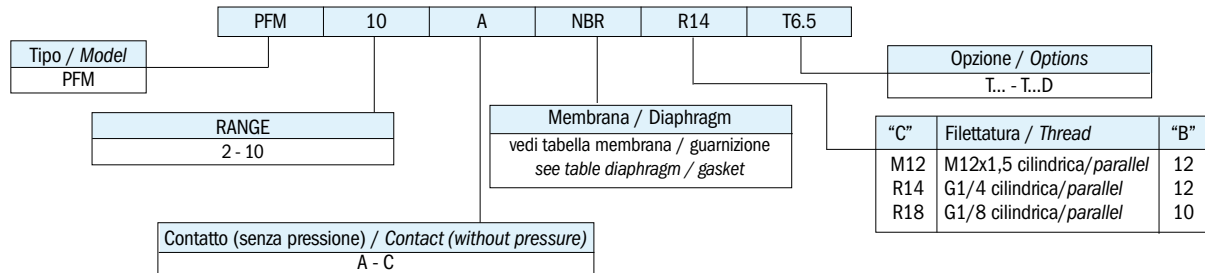 PFM 10 A NBR R14 T6.5
Tipo / Model
PFM
Opzione / Options
T... - T...D
RANGE
2 - 10
Membrana / Diaphragm
vedi tabella membrana / guarnizione
see table diaphragm / gasket
“C” Filettatura / Thread “B”
M12 M12x1,5 cilindrica/parallel 12
R14 G1/4 cilindrica/parallel 12
R18 G1/8 cilindrica/parallel 10
Contatto (senza pressione) / Contact (without pressure)
A - C